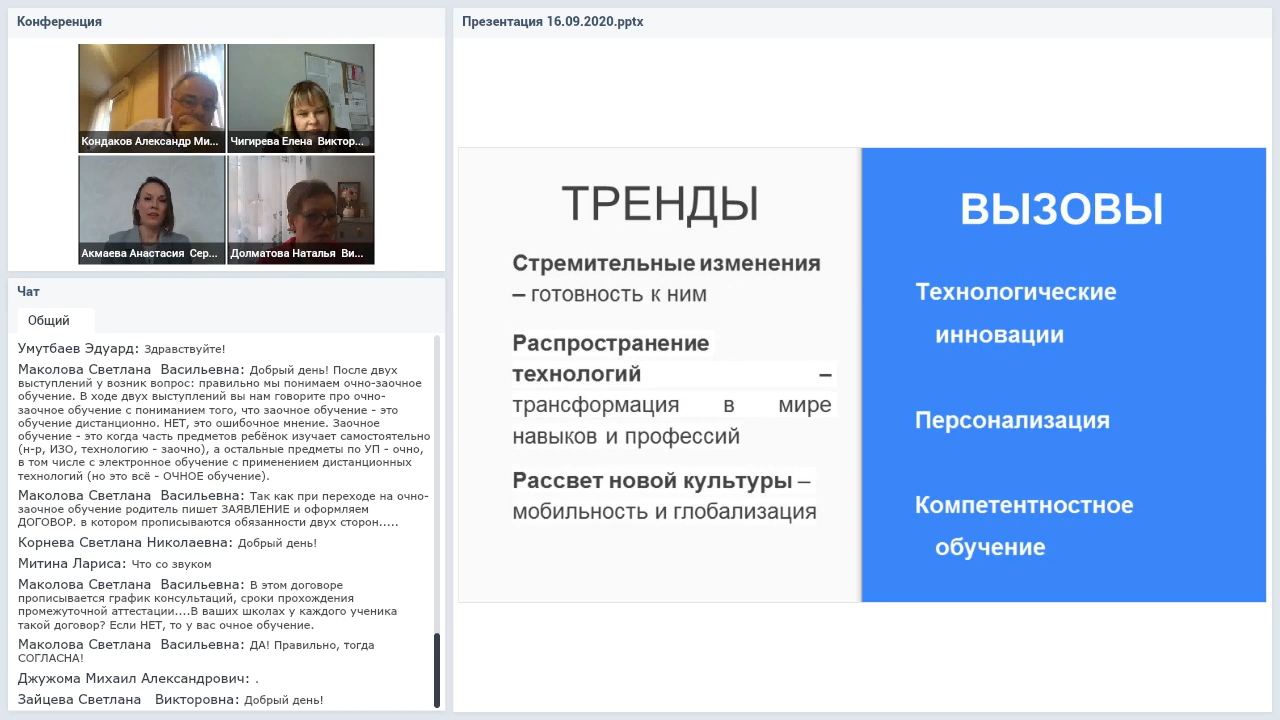 Конференция
Кондаков Александр Ми...
Чигирева Елена Виктор...
Акмаева Анастасия Сер...
Долматова Наталья Ви...
Чат
Общий
Умутбаев Эдуард: Здравствуйте!
Маколова Светлана Васильевна: Добрый день! После двух
выступлений у возник вопрос: правильно мы понимаем очно-заочное
обучение. В ходе двух выступлений вы нам говорите про очно-
заочное обучение с пониманием того, что заочное обучение - это
обучение дистанционно. НЕТ, это ошибочное мнение. Заочное
обучение - это когда часть предметов ребёнок изучает самостоятельно
(н-р, ИЗО, технологию - заочно), а остальные предметы по УП - очно,
в том числе с электронное обучение с применением дистанционных
технологий (но это всё - ОЧНОЕ обучение).
Маколова Светлана Васильевна: Так как при переходе на очно-
заочное обучение родитель пишет ЗАЯВЛЕНИЕ и оформляем
ДОГОВОР. в котором прописываются обязанности двух сторон.....
Корнева Светлана Николаевна: Добрый день!
Митина Лариса: Что со звуком
Маколова Светлана Васильевна: В этом договоре
прописывается график консультаций, сроки прохождения
промежуточной аттестации....В ваших школах у каждого ученика
такой договор? Если НЕТ, то у вас очное обучение.
Маколова Светлана Васильевна: ДА! Правильно, тогда
СОГЛАСНА!
Джужома Михаил Александрович: .
Зайцева Светлана Викторовна: Добрый день!
Презентация 16.09.2020.pptx
ТРЕНДЫ
Стремительные изменения
– готовность к ним
Распространение
технологий –
трансформация в мире
навыков и профессий
Рассвет новой культуры –
мобильность и глобализация
ВЫЗОВЫ
Технологические
инновации
Персонализация
Компетентностное
обучение